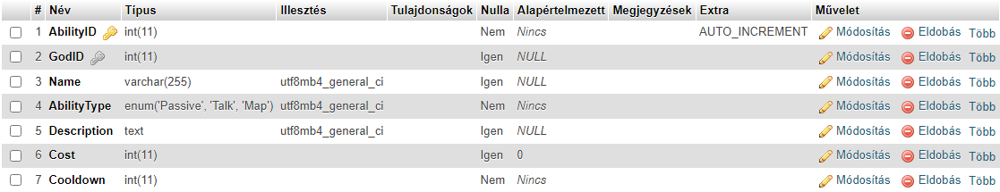 # Név Típus Illesztés Tulajdonságok Nulla Alapértelmezett Megjegyzések Extra Művelet
1 AbilityID int(11) Nem Nincs AUTO_INCREMENT Módosítás Eldobás Több
2 GodID int(11) Igen NULL Módosítás Eldobás Több
3 Name varchar(255) utf8mb4_general_ci Igen NULL Módosítás Eldobás Több
4 AbilityType enum('Passive', 'Talk', 'Map') utf8mb4_general_ci Nem Nincs Módosítás Eldobás Több
5 Description text utf8mb4_general_ci Igen NULL Módosítás Eldobás Több
6 Cost int(11) Igen 0 Módosítás Eldobás Több
7 Cooldown int(11) Nem Nincs Módosítás Eldobás Több